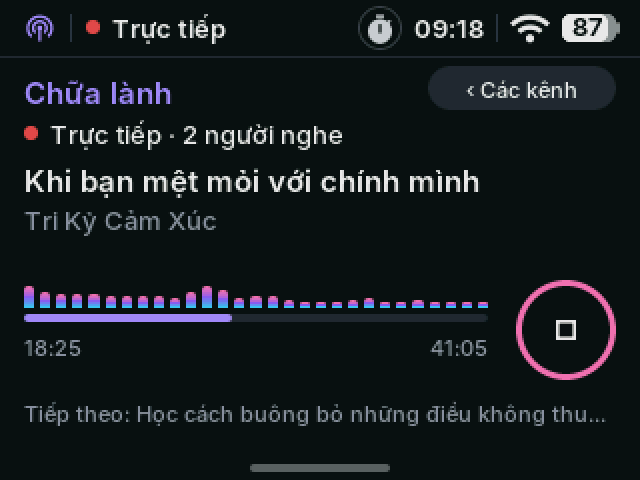 Trực tiếp 09:18 87
Chữa lành
‹ Các kênh
Trực tiếp · 2 người nghe
Khi bạn mệt mỏi với chính mình
Tri Kỷ Cảm Xúc
18:25 41:05
Tiếp theo: Học cách buông bỏ những điều không thu...